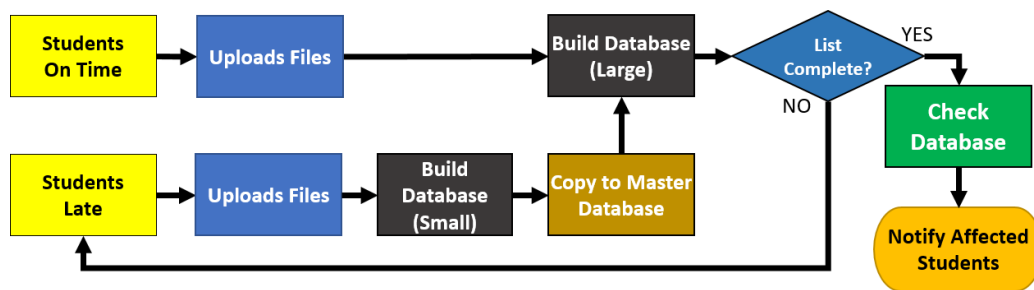 Students
On Time
Uploads Files
Build Database
(Large)
List
Complete?
YES
NO
Check
Database
Students
Late
Uploads Files
Build
Database
(Small)
Copy to Master
Database
Notify Affected
Students